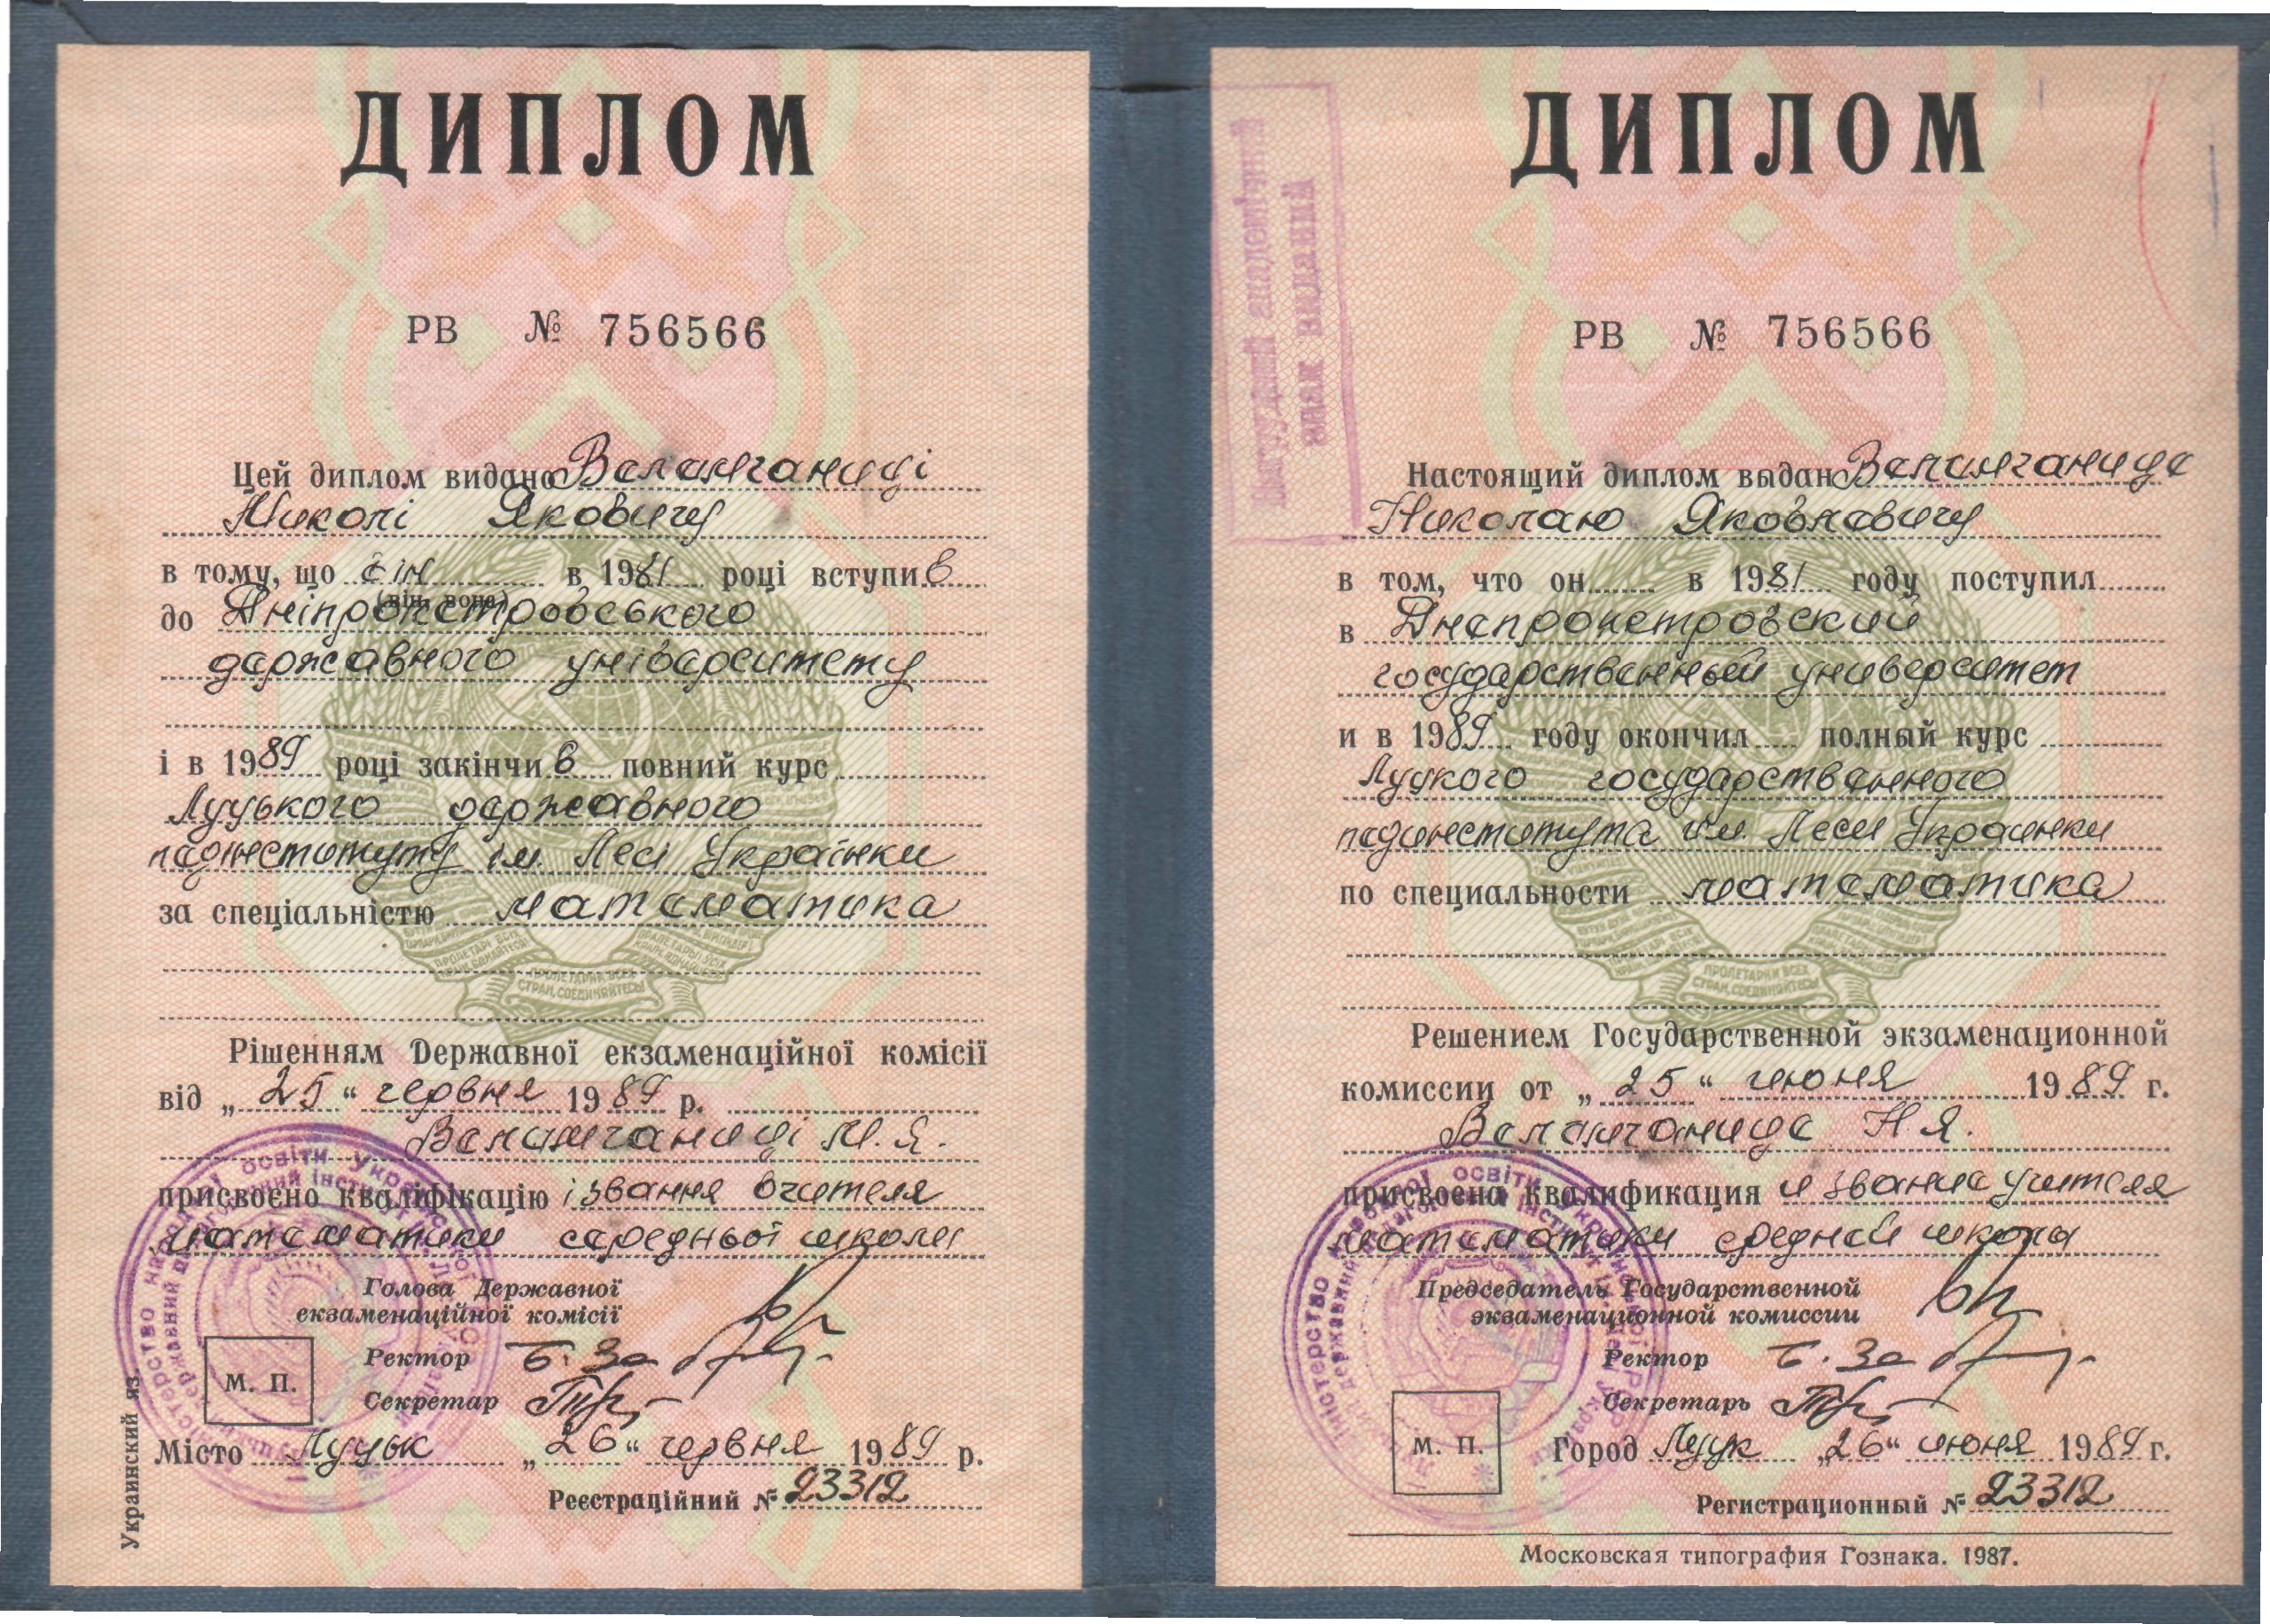 ДИПЛОМ
РВ № 756566
Цей диплом видано Велимганиці
Миколі Яковичу
в тому, що він в 1981 році вступив
(він, вона)
до Дніпропетровського
державного університету
і в 1989 році закінчив повний курс
Луцького державного
педінституту ім. Лесі Українки
за спеціальністю математика
Рішенням Державної екзаменаційної комісії
від „25“ червня 1989 р.
Велимганиці М. Я.
присвоєно кваліфікацію і звання вчителя
математики середньої школи
Голова Державної
екзаменаційної комісії
Ректор
Секретар
М. П.
Місто Луцьк „26“ червня 1989 р.
Реєстраційний № 23312
Украинский яз.
ДИПЛОМ
РВ № 756566
Настоящий диплом выдан Велимганице
Николаю Яковлевичу
в том, что он в 1981 году поступил
в Днепропетровский
государственный университет
и в 1989 году окончил полный курс
Луцкого государственного
пединститута им. Леси Украинки
по специальности математика
Решением Государственной экзаменационной
комиссии от „25“ июня 1989 г.
Велимганице Н. Я.
присвоена квалификация и звание учителя
математики средней школы
Председатель Государственной
экзаменационной комиссии
Ректор
Секретарь
М. П.
Город Луцк „26“ июня 1989 г.
Регистрационный № 23312
Московская типография Гознака. 1987.